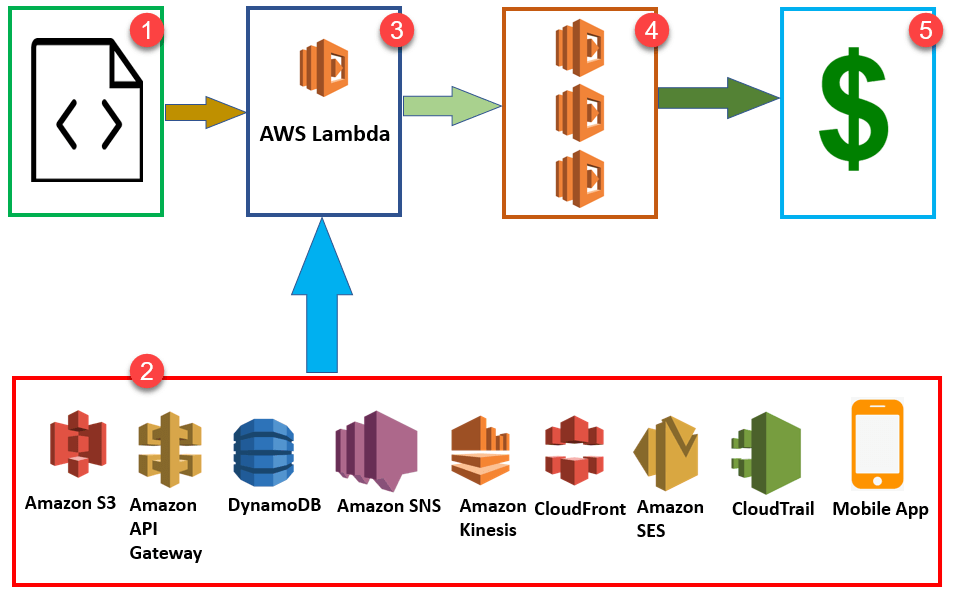 1
3
4
5
< >
$
AWS Lambda
2
Amazon S3
Amazon
API
Gateway
DynamoDB
Amazon SNS
Amazon
Kinesis
CloudFront
Amazon
SES
CloudTrail
Mobile App